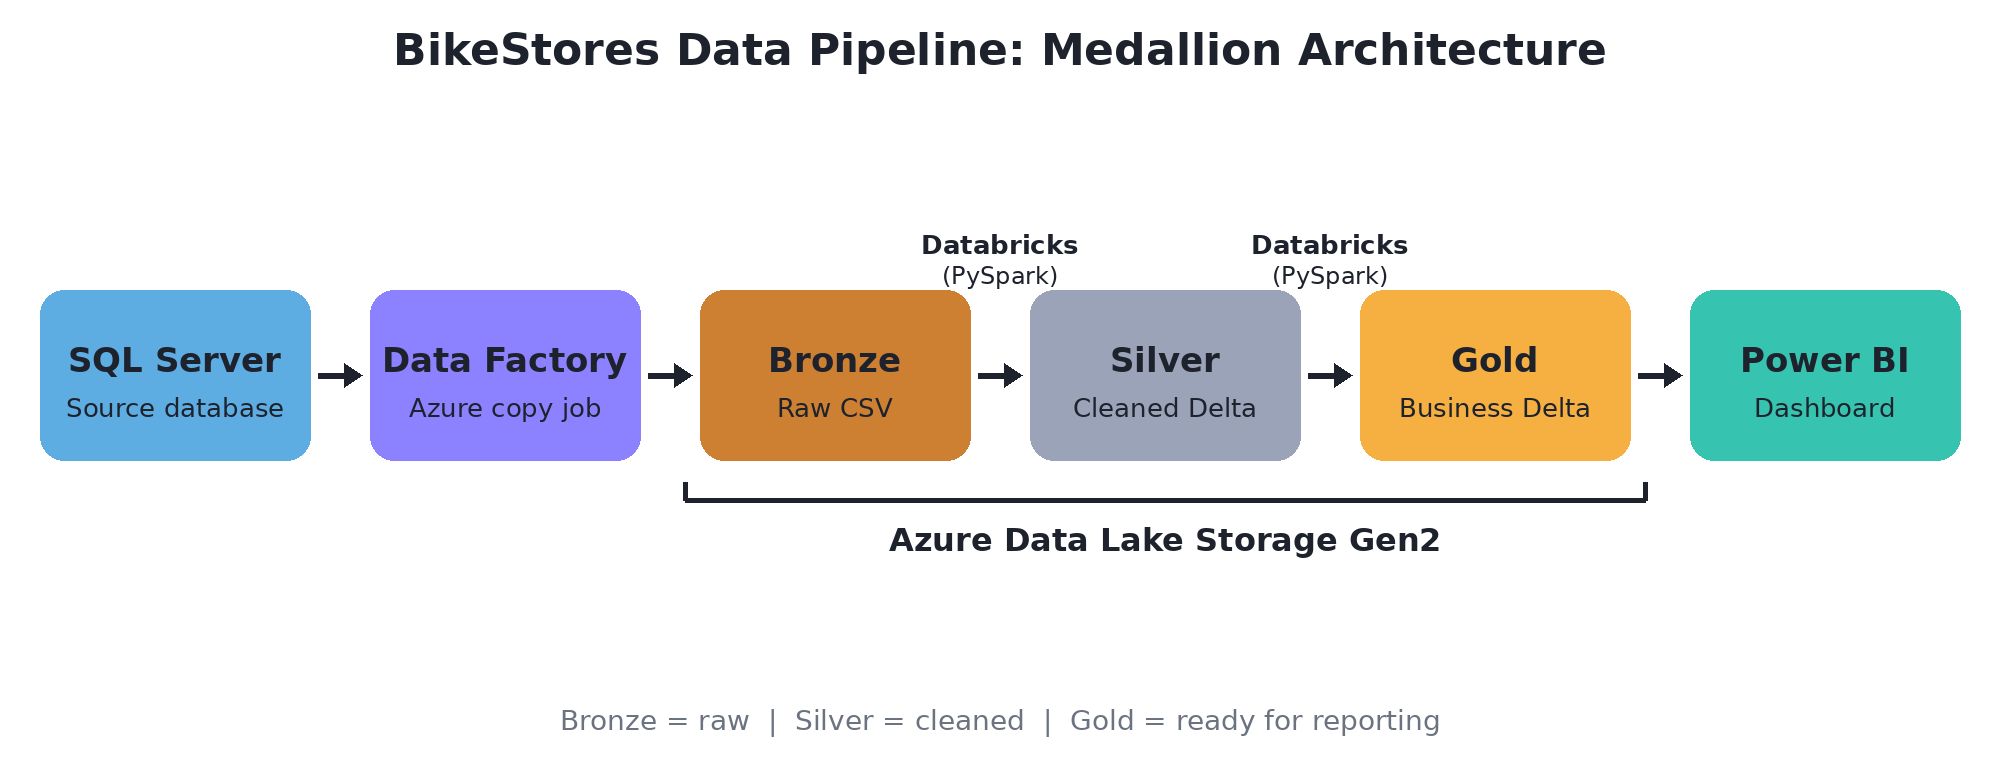 BikeStores Data Pipeline: Medallion Architecture
Databricks
(PySpark)
Databricks
(PySpark)
SQL Server
Source database
Data Factory
Azure copy job
Bronze
Raw CSV
Silver
Cleaned Delta
Gold
Business Delta
Power BI
Dashboard
Azure Data Lake Storage Gen2
Bronze = raw | Silver = cleaned | Gold = ready for reporting